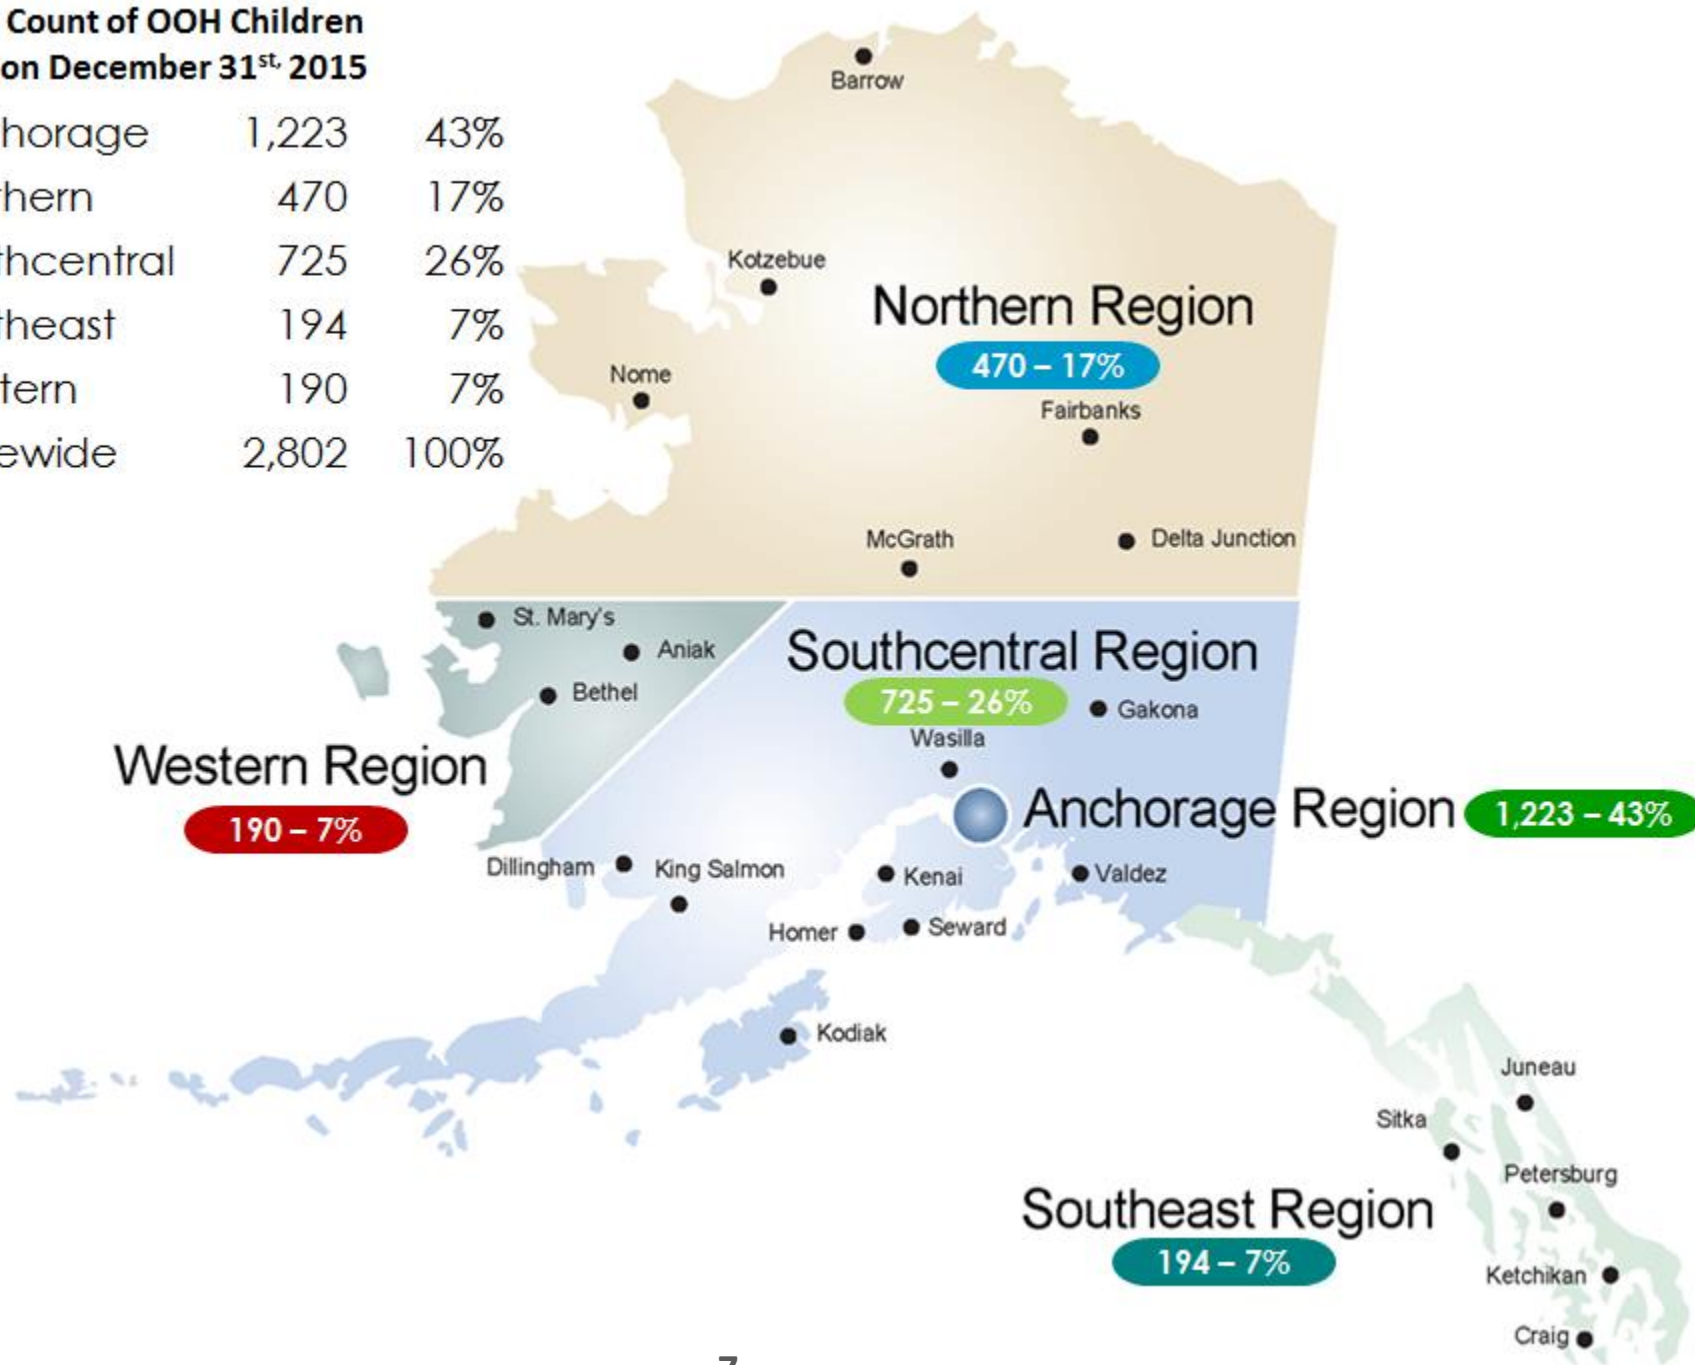 Count of OOH Children
on December 31st, 2015
horage 1,223 43%
hern 470 17%
thcentral 725 26%
theast 194 7%
tern 190 7%
ewide 2,802 100%
Barrow
Kotzebue
Northern Region
470 – 17%
Nome
Fairbanks
McGrath
Delta Junction
St. Mary's
Aniak
Bethel
Southcentral Region
725 – 26%
Gakona
Wasilla
Western Region
190 – 7%
Anchorage Region 1,223 – 43%
Dillingham
King Salmon
Kenai
Valdez
Homer
Seward
Kodiak
Juneau
Sitka
Petersburg
Southeast Region
194 – 7%
Ketchikan
Craig